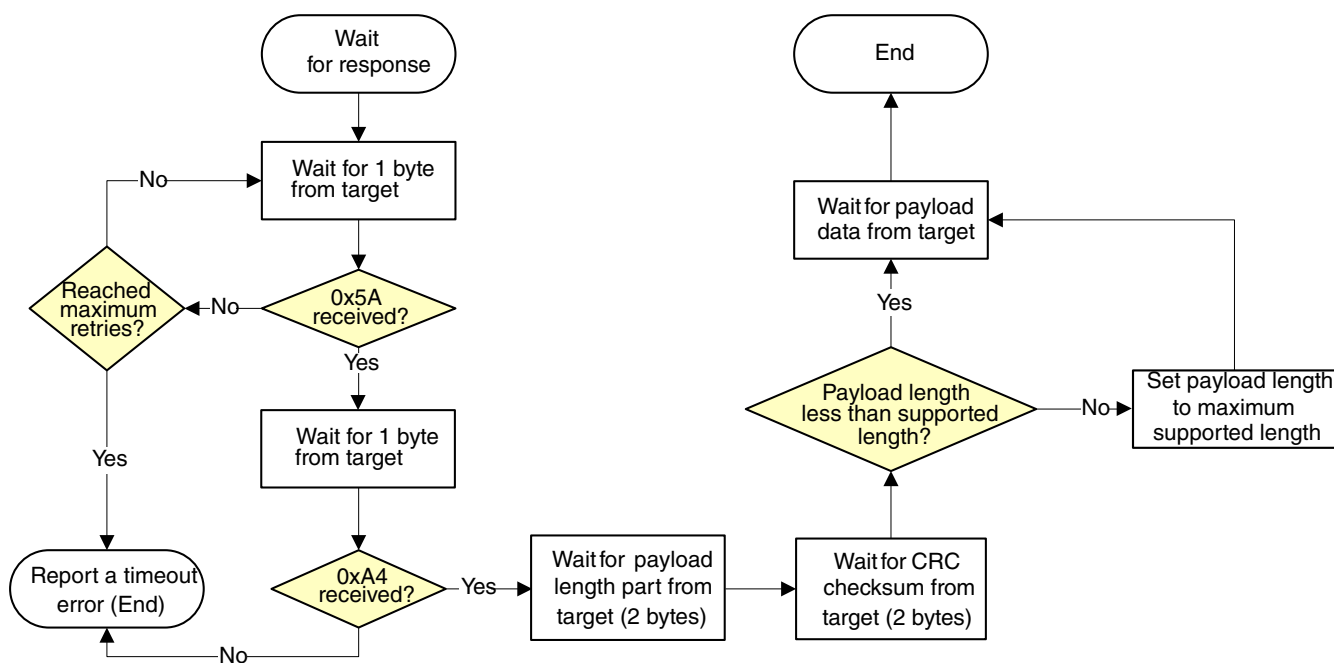 Wait
for response
Wait for 1 byte
from target
No
Reached
maximum
retries?
No
0x5A
received?
Yes
Wait for 1 byte
from target
Yes
Report a timeout
error (End)
0xA4
received?
No
Yes
Wait for payload
length part from
target (2 bytes)
Wait for CRC
checksum from
target (2 bytes)
Payload length
less than supported
length?
No
Set payload length
to maximum
supported length
Yes
Wait for payload
data from target
End